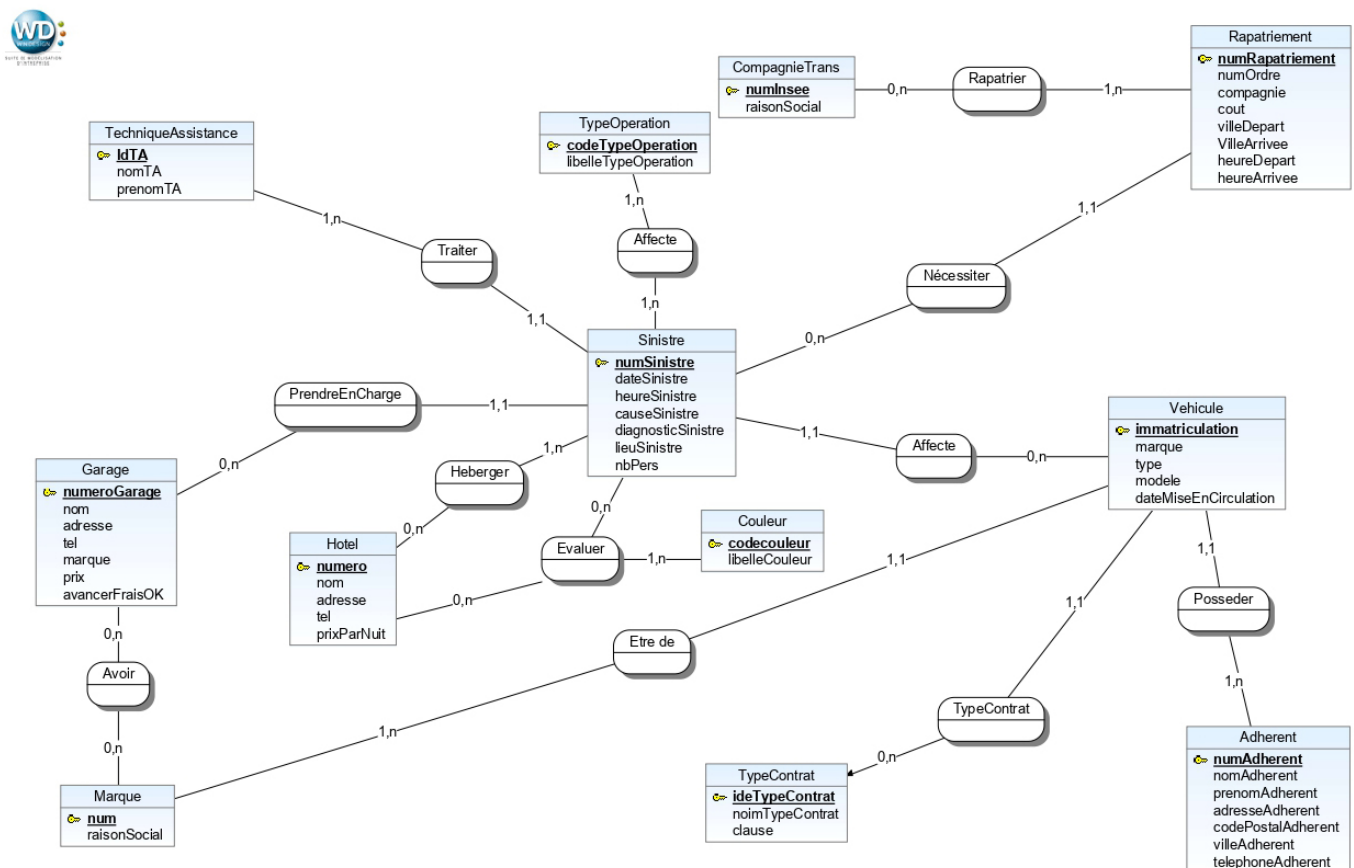 WD
WINDESIGN
SUITE DE MODÉLISATION
D'ENTREPRISE
Rapatriement
numRapatriement
numOrdre
compagnie
cout
villeDepart
VilleArrivee
heureDepart
heureArrivee
CompagnieTrans
numInsee
raisonSocial
0,n
Rapatrier
1,n
TypeOperation
codeTypeOperation
libelleTypeOperation
TechniqueAssistance
IdTA
nomTA
prenomTA
1,n
Traiter
1,1
1,n
Affecte
1,n
1,1
Nécessiter
0,n
Sinistre
numSinistre
dateSinistre
heureSinistre
causeSinistre
diagnosticSinistre
lieuSinistre
nbPers
PrendreEnCharge
1,1
0,n
1,1
Affecte
0,n
Vehicule
immatriculation
marque
type
modele
dateMiseEnCirculation
Garage
numeroGarage
nom
adresse
tel
marque
prix
avancerFraisOK
1,n
Heberger
0,n
Hotel
numero
nom
adresse
tel
prixParNuit
0,n
Evaluer
1,n
0,n
Couleur
codecouleur
libelleCouleur
1,1
Etre de
1,n
1,1
TypeContrat
0,n
1,1
Posseder
1,n
0,n
Avoir
0,n
Marque
num
raisonSocial
TypeContrat
ideTypeContrat
noimTypeContrat
clause
Adherent
numAdherent
nomAdherent
prenomAdherent
adresseAdherent
codePostalAdherent
villeAdherent
telephoneAdherent